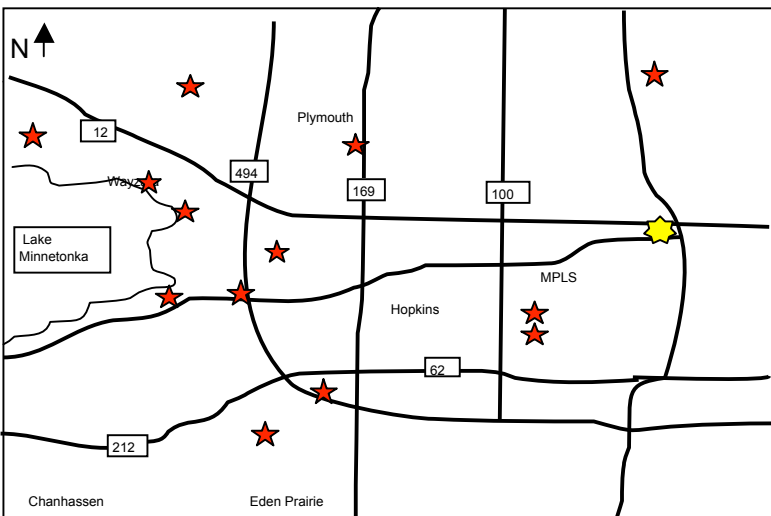 N
Plymouth
12
494
Wayzata
169
100
Lake
Minnetonka
MPLS
Hopkins
62
212
Chanhassen
Eden Prairie